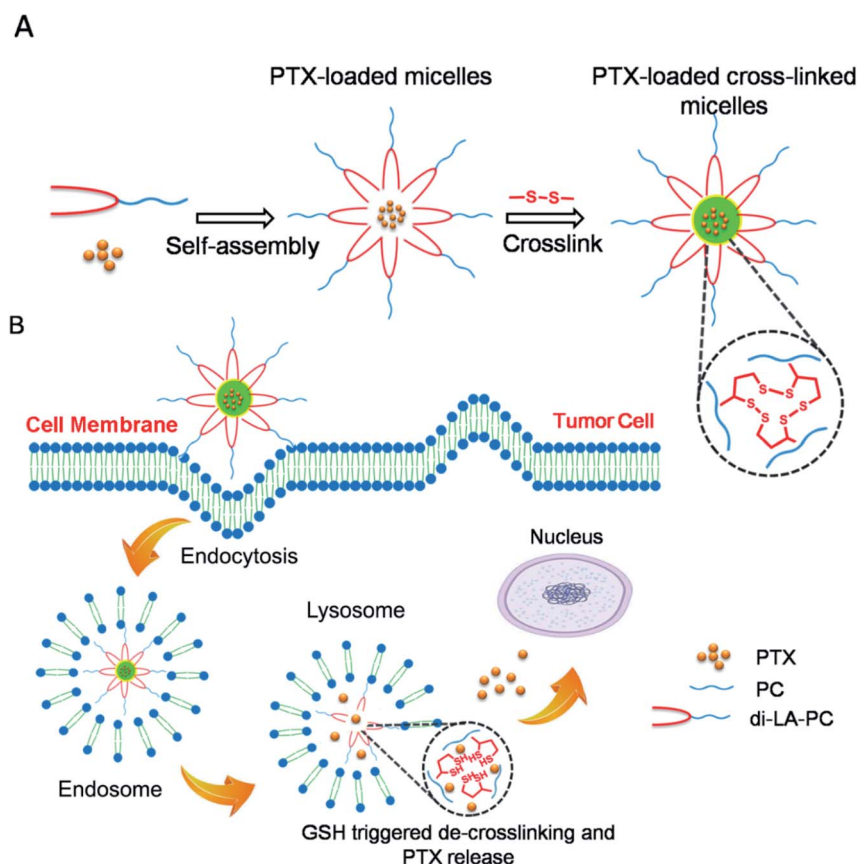 A
PTX-loaded micelles
PTX-loaded cross-linked
micelles
S-S
Self-assembly
Crosslink
S
S
S
S
S
S
B
Cell Membrane
Tumor Cell
Endocytosis
Nucleus
Lysosome
Endosome
PTX
PC
di-LA-PC
SH
HS
SH
HS
SHSH
GSH triggered de-crosslinking and
PTX release